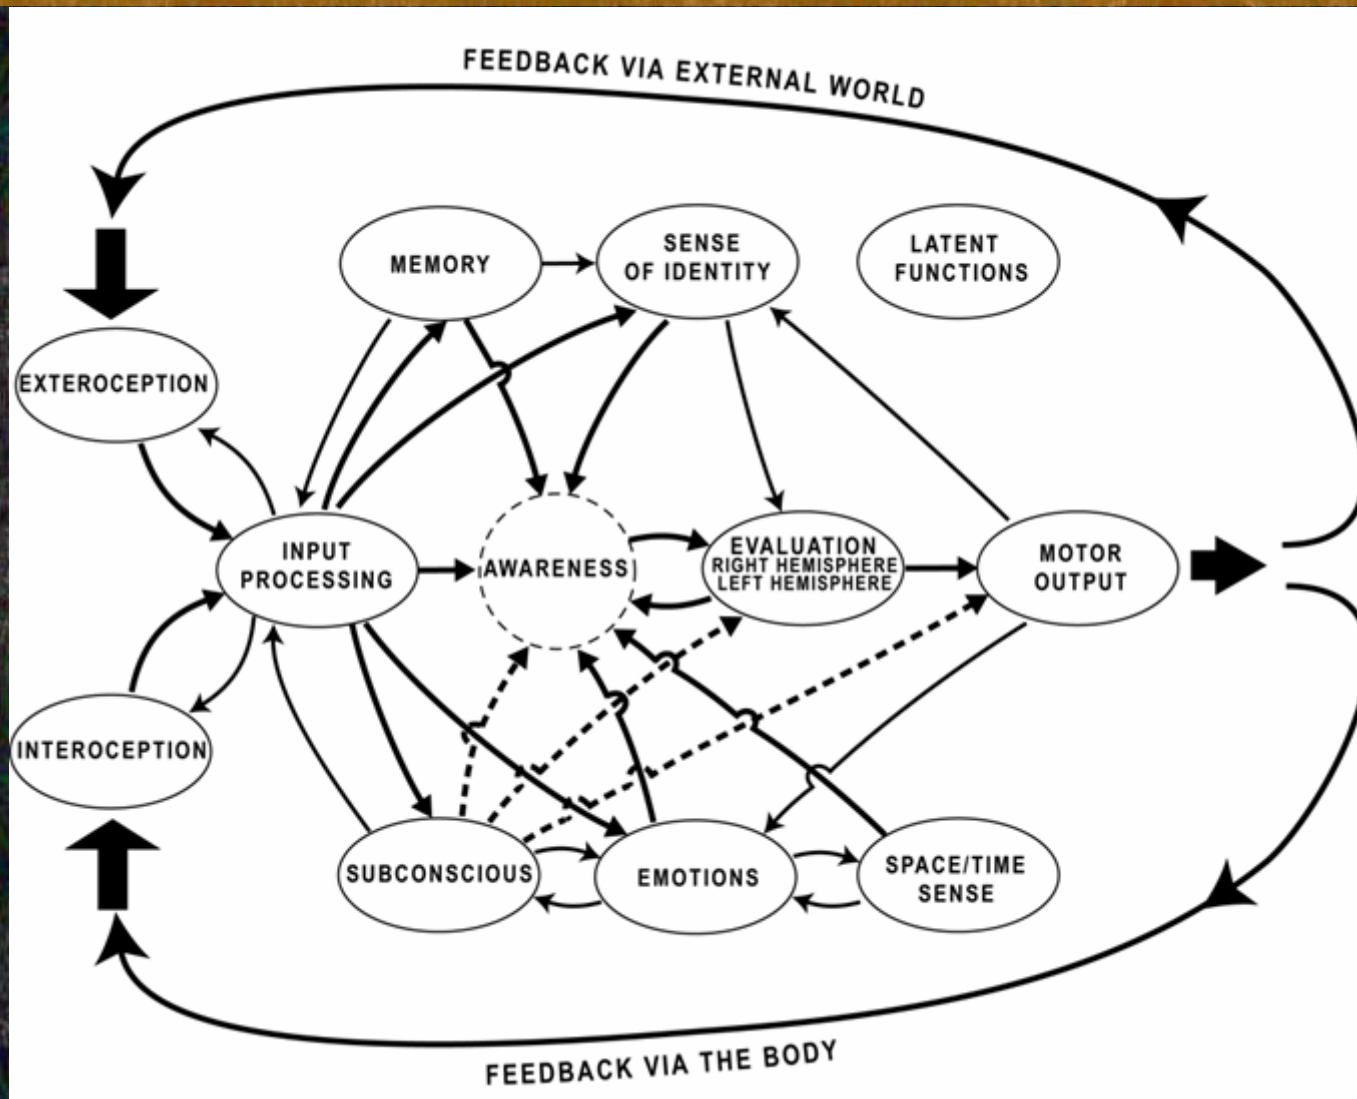 FEEDBACK VIA EXTERNAL WORLD
MEMORY
SENSE
OF IDENTITY
LATENT
FUNCTIONS
EXTEROCEPTION
INPUT
PROCESSING
AWARENESS
EVALUATION
RIGHT HEMISPHERE
LEFT HEMISPHERE
MOTOR
OUTPUT
INTEROCEPTION
SUBCONSCIOUS
EMOTIONS
SPACE/TIME
SENSE
FEEDBACK VIA THE BODY